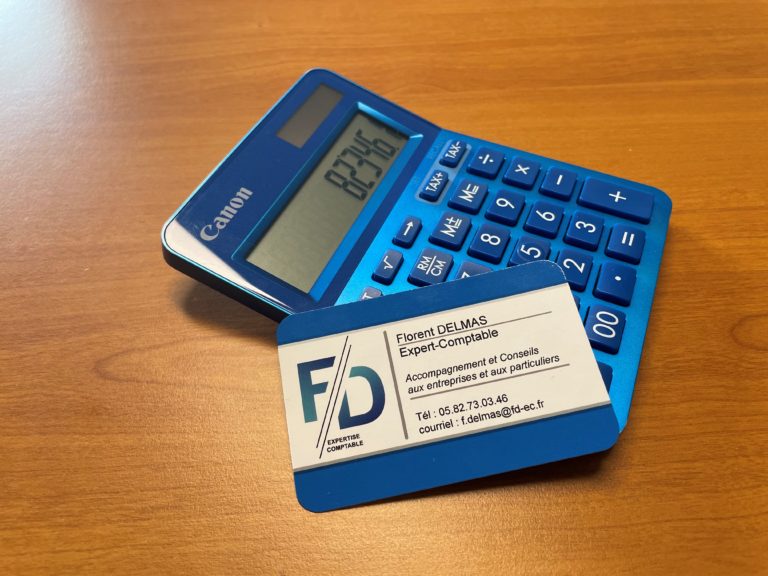 Canon
82346.
TAX-
TAX+
÷
×
−
+
9
6
3
=
→
8
5
2
.
√
RM
CM
7
00
Florent DELMAS
Expert-Comptable
Accompagnement et Conseils
aux entreprises et aux particuliers
Tél : 05.82.73.03.46
courriel : f.delmas@fd-ec.fr
F/D
EXPERTISE
COMPTABLE